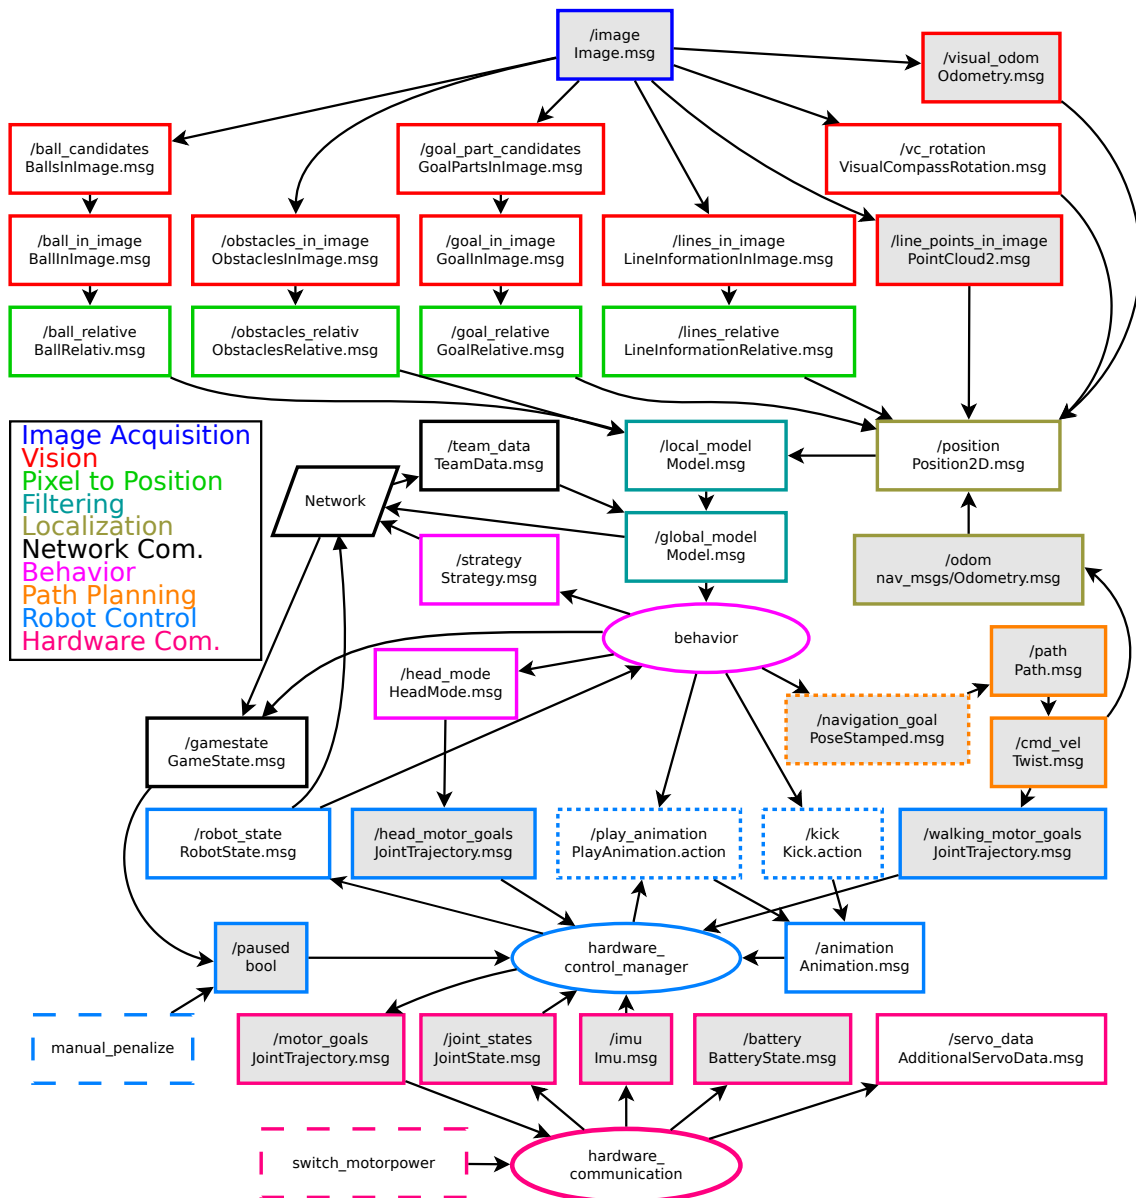 /image
Image.msg
/visual_odom
Odometry.msg
/ball_candidates
BallsInImage.msg
/goal_part_candidates
GoalPartsInImage.msg
/vc_rotation
VisualCompassRotation.msg
/ball_in_image
BallInImage.msg
/obstacles_in_image
ObstaclesInImage.msg
/goal_in_image
GoalInImage.msg
/lines_in_image
LineInformationInImage.msg
/line_points_in_image
PointCloud2.msg
/ball_relative
BallRelativ.msg
/obstacles_relativ
ObstaclesRelative.msg
/goal_relative
GoalRelative.msg
/lines_relative
LineInformationRelative.msg
Image Acquisition
Vision
Pixel to Position
Filtering
Localization
Network Com.
Behavior
Path Planning
Robot Control
Hardware Com.
/team_data
TeamData.msg
/local_model
Model.msg
/position
Position2D.msg
Network
/strategy
Strategy.msg
/global_model
Model.msg
/odom
nav_msgs/Odometry.msg
behavior
/head_mode
HeadMode.msg
/path
Path.msg
/navigation_goal
PoseStamped.msg
/gamestate
GameState.msg
/cmd_vel
Twist.msg
/robot_state
RobotState.msg
/head_motor_goals
JointTrajectory.msg
/play_animation
PlayAnimation.action
/kick
Kick.action
/walking_motor_goals
JointTrajectory.msg
/paused
bool
hardware_
control_manager
/animation
Animation.msg
manual_penalize
/motor_goals
JointTrajectory.msg
/joint_states
JointState.msg
/imu
Imu.msg
/battery
BatteryState.msg
/servo_data
AdditionalServoData.msg
switch_motorpower
hardware_
communication